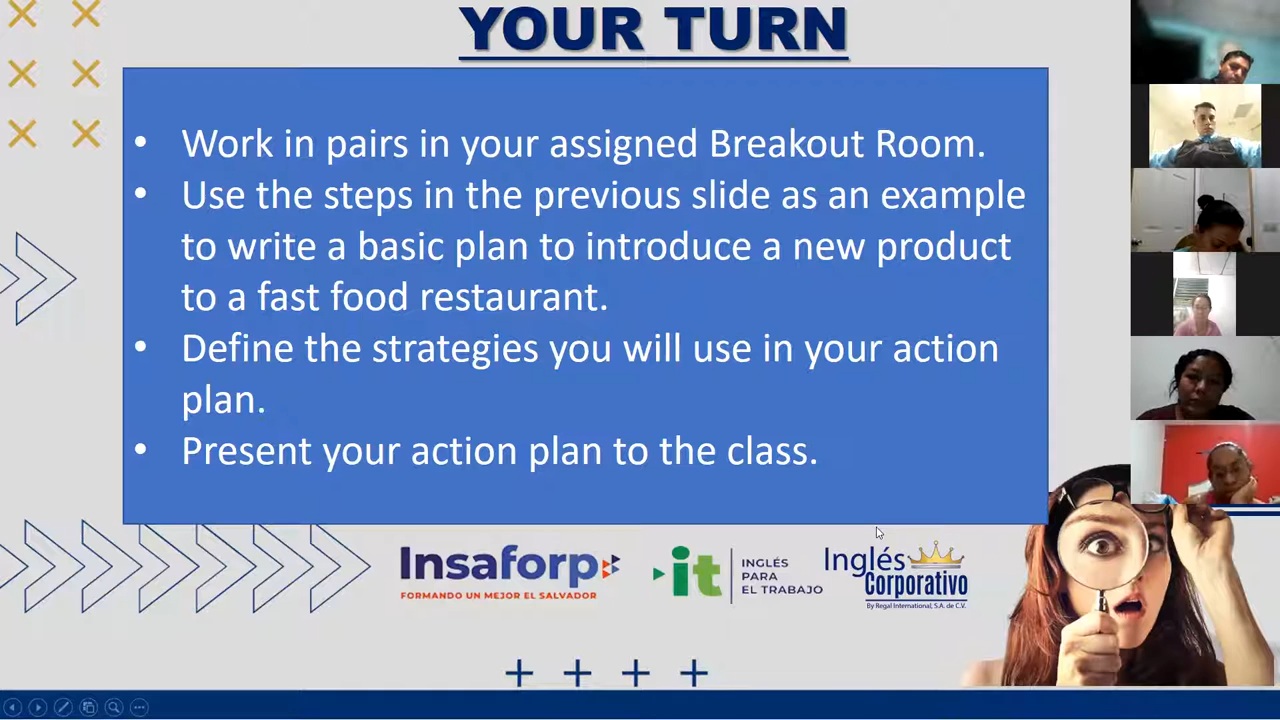 YOUR TURN
• Work in pairs in your assigned Breakout Room.
• Use the steps in the previous slide as an example
to write a basic plan to introduce a new product
to a fast food restaurant.
• Define the strategies you will use in your action
plan.
• Present your action plan to the class.
Insaforp
FORMANDO UN MEJOR EL SALVADOR
it
INGLÉS
PARA
EL TRABAJO
Inglés
Corporativo
By Regal International, S.A. de C.V.